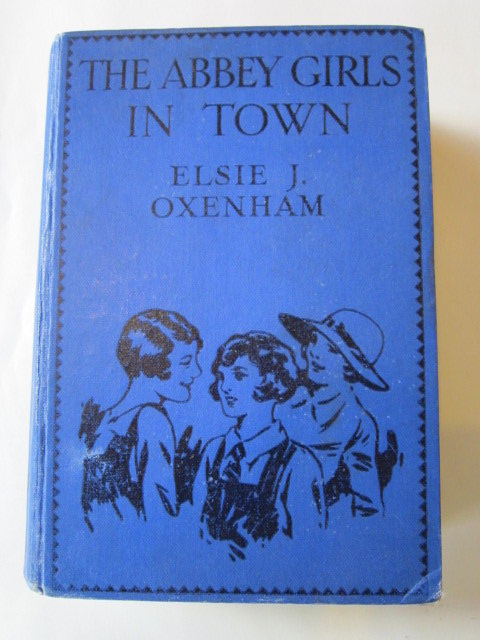 THE ABBEY GIRLS
IN TOWN
ELSIE J.
OXENHAM